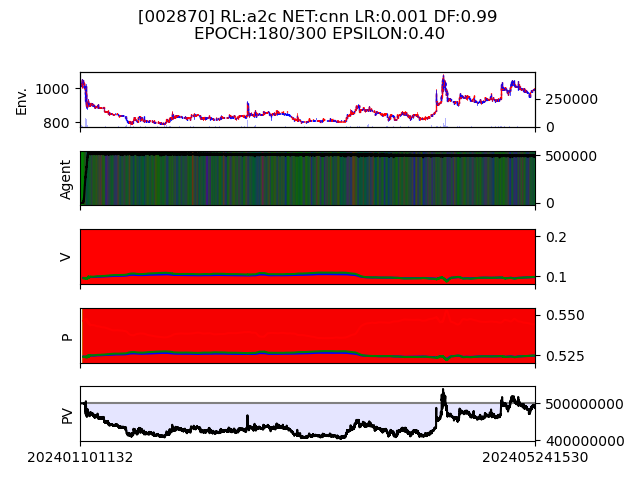 [002870] RL:a2c NET:cnn LR:0.001 DF:0.99
EPOCH:180/300 EPSILON:0.40
Env.
1000
800
250000
0
Agent
500000
0
V
0.2
0.1
P
0.550
0.525
PV
500000000
400000000
202401101132
202405241530